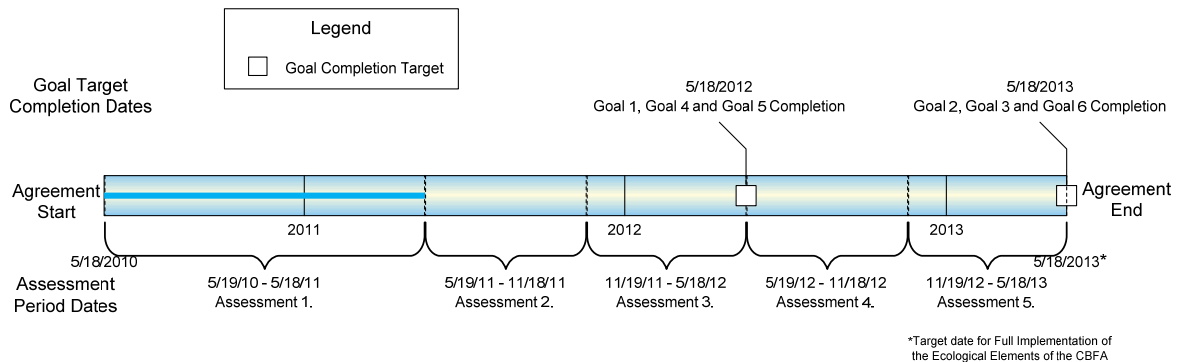 Legend
Goal Completion Target
Goal Target
Completion Dates
5/18/2012
Goal 1, Goal 4 and Goal 5 Completion
5/18/2013
Goal 2, Goal 3 and Goal 6 Completion
Agreement
Start
Agreement
End
2011
2012
2013
5/18/2010
5/18/2013*
Assessment
Period Dates
5/19/10 - 5/18/11
Assessment 1.
5/19/11 - 11/18/11
Assessment 2.
11/19/11 - 5/18/12
Assessment 3.
5/19/12 - 11/18/12
Assessment 4.
11/19/12 - 5/18/13
Assessment 5.
*Target date for Full Implementation of
the Ecological Elements of the CBFA